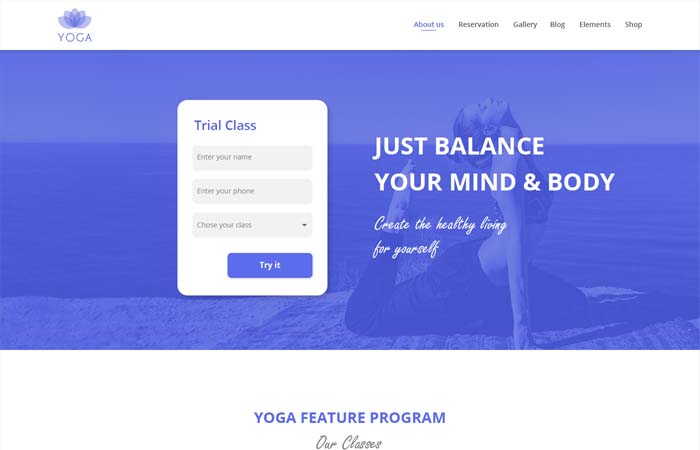 YOGA
About us
Reservation
Gallery
Blog
Elements
Shop
Trial Class
Enter your name
Enter your phone
Chose your class
Try it
JUST BALANCE
YOUR MIND & BODY
Create the healthy living
for yourself
YOGA FEATURE PROGRAM
Our Classes